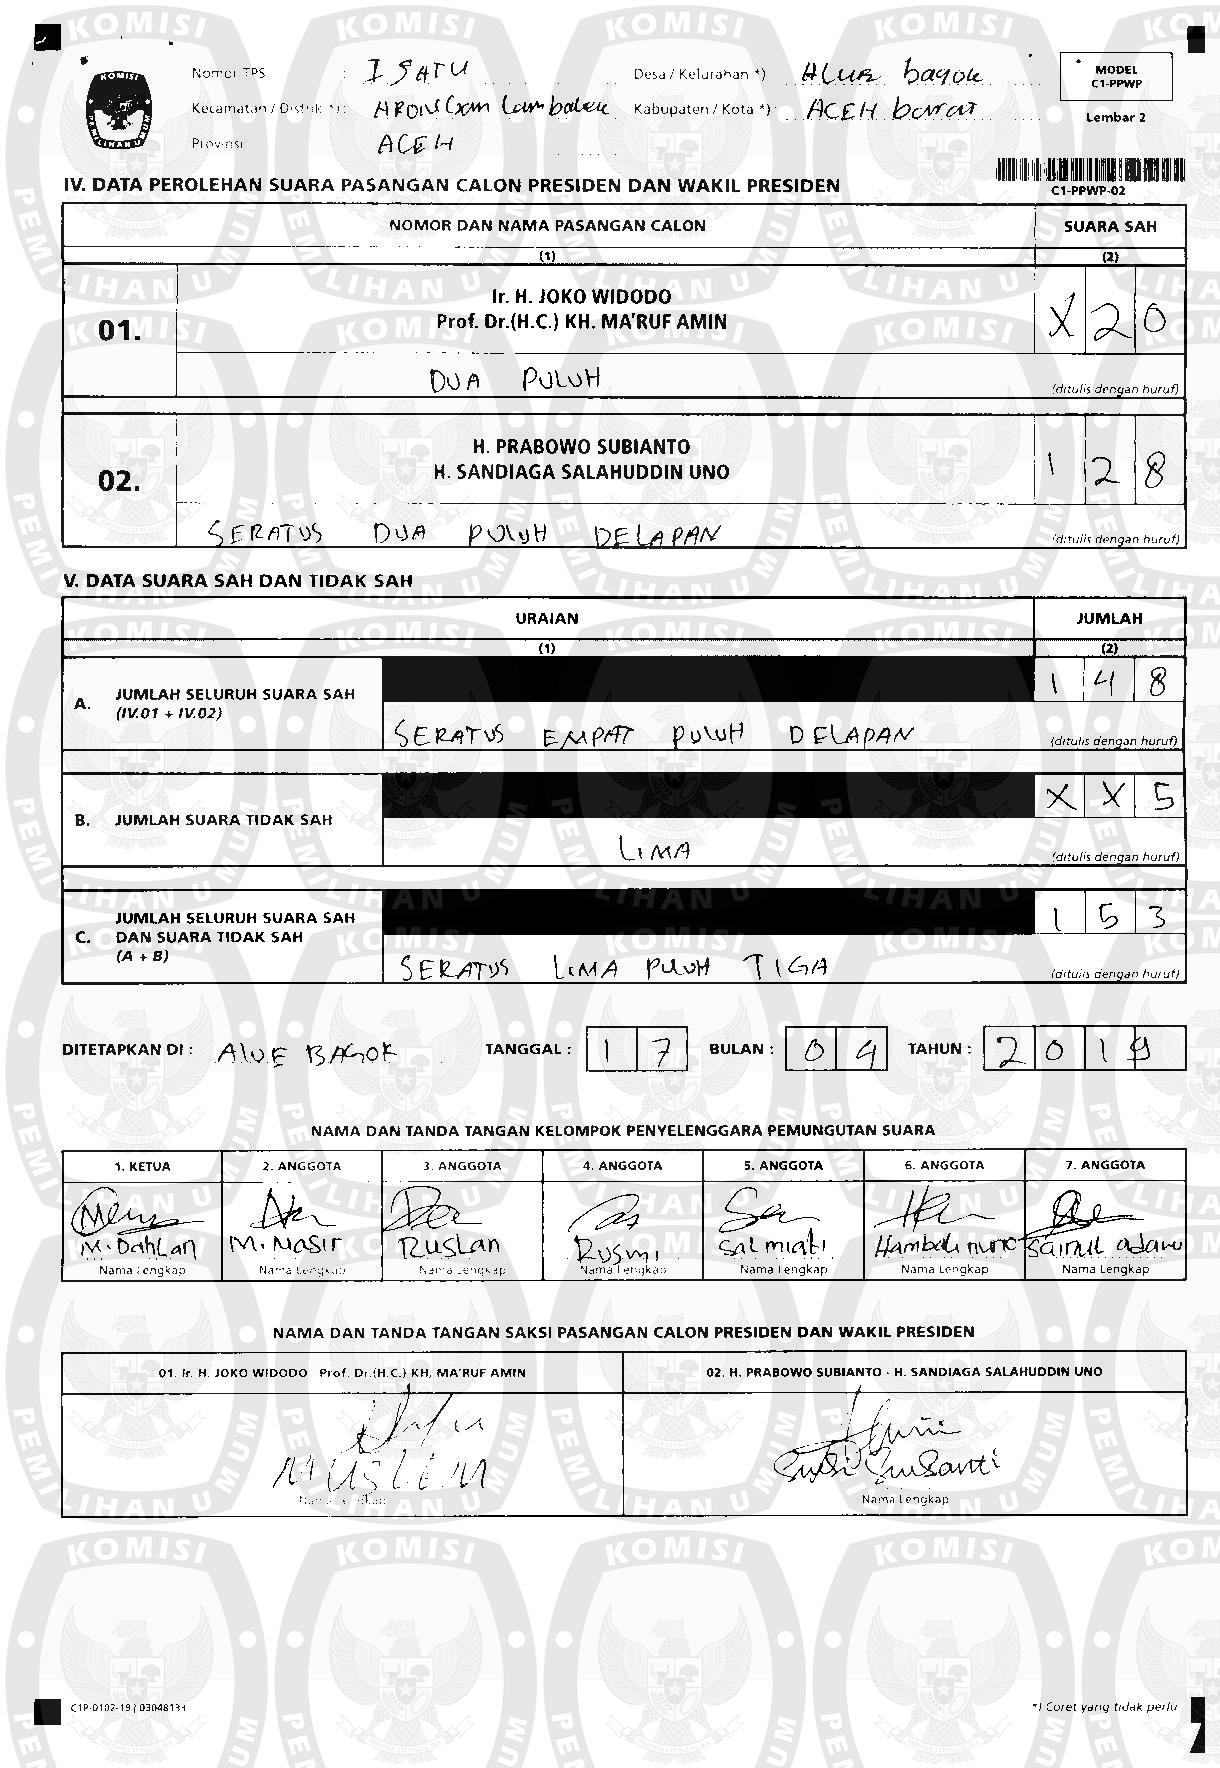 Nomor TPS : I SATU Desa / Kelurahan *) : ALUR bagok MODEL
C1-PPWP
Kecamatan / Distrik *) : Kabupaten / Kota *) : ACEH barat Lembar 2
Provinsi : ACEH
IV. DATA PEROLEHAN SUARA PASANGAN CALON PRESIDEN DAN WAKIL PRESIDEN
C1-PPWP-02
NOMOR DAN NAMA PASANGAN CALON SUARA SAH
(1) (2)
01. Ir. H. JOKO WIDODO
Prof. Dr.(H.C.) KH. MA'RUF AMIN X 2 0
DUA PULUH (ditulis dengan huruf)
02. H. PRABOWO SUBIANTO
H. SANDIAGA SALAHUDDIN UNO 1 2 8
SERATUS DUA PULUH DELAPAN (ditulis dengan huruf)
V. DATA SUARA SAH DAN TIDAK SAH
URAIAN JUMLAH
(1) (2)
A. JUMLAH SELURUH SUARA SAH
(IV.01 + IV.02) 1 4 8
SERATUS EMPAT PULUH DELAPAN (ditulis dengan huruf)
B. JUMLAH SUARA TIDAK SAH X X 5
LIMA (ditulis dengan huruf)
C. JUMLAH SELURUH SUARA SAH
DAN SUARA TIDAK SAH
(A + B) 1 5 3
SERATUS LIMA PULUH TIGA (ditulis dengan huruf)
DITETAPKAN DI : AlUE BAGOK TANGGAL : 1 7 BULAN : 0 4 TAHUN : 2 0 1 9
NAMA DAN TANDA TANGAN KELOMPOK PENYELENGGARA PEMUNGUTAN SUARA
1. KETUA 2. ANGGOTA 3. ANGGOTA 4. ANGGOTA 5. ANGGOTA 6. ANGGOTA 7. ANGGOTA
M. Dahlan M. Nasir Ruslan Rusmi Salmiati Hambali
Nama Lengkap Nama Lengkap Nama Lengkap Nama Lengkap Nama Lengkap Nama Lengkap Nama Lengkap
NAMA DAN TANDA TANGAN SAKSI PASANGAN CALON PRESIDEN DAN WAKIL PRESIDEN
01. Ir. H. JOKO WIDODO Prof. Dr.(H.C.) KH. MA'RUF AMIN 02. H. PRABOWO SUBIANTO - H. SANDIAGA SALAHUDDIN UNO
MUSLEM Susi Susanti
Nama Lengkap Nama Lengkap
C1P-0102-19 *) Coret yang tidak perlu